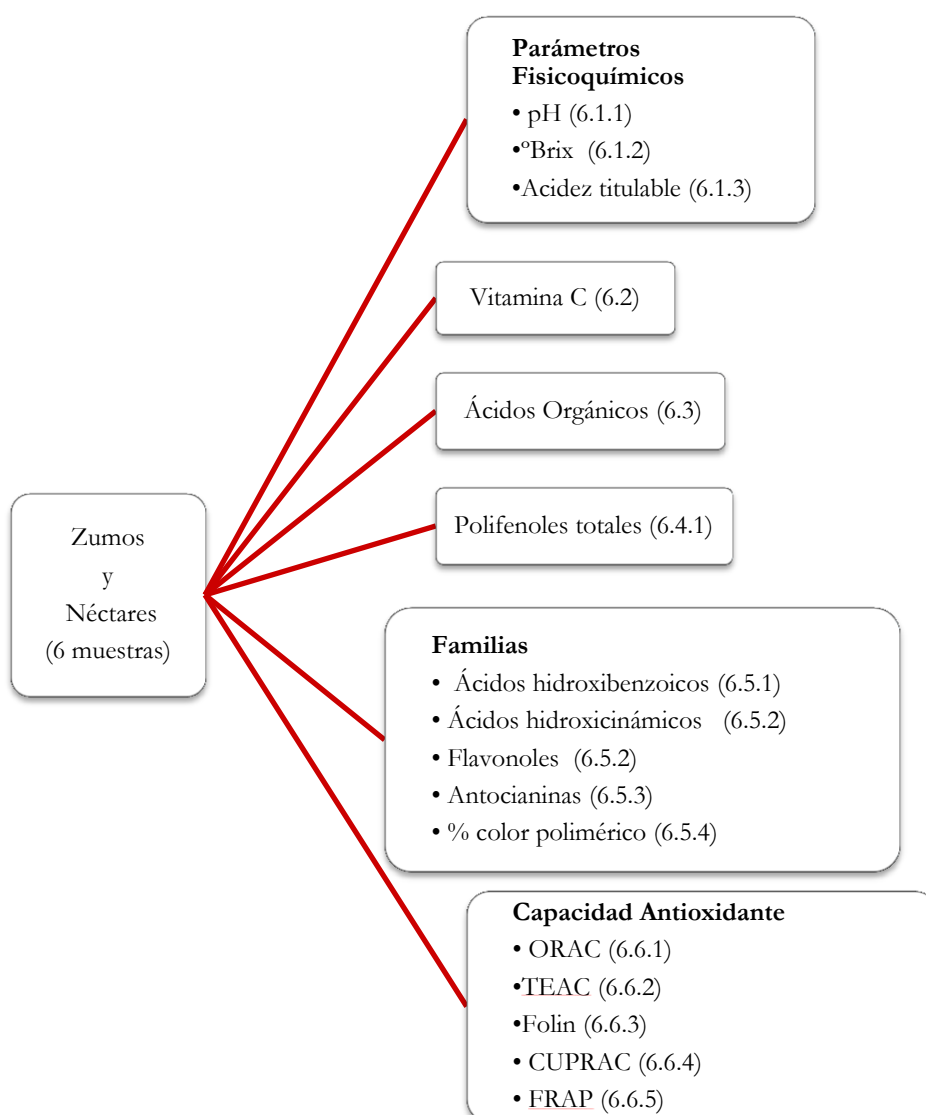 Parámetros
Fisicoquímicos
• pH (6.1.1)
•ºBrix (6.1.2)
•Acidez titulable (6.1.3)
Vitamina C (6.2)
Ácidos Orgánicos (6.3)
Polifenoles totales (6.4.1)
Zumos
y
Néctares
(6 muestras)
Familias
• Ácidos hidroxibenzoicos (6.5.1)
• Ácidos hidroxicinámicos (6.5.2)
• Flavonoles (6.5.2)
• Antocianinas (6.5.3)
• % color polimérico (6.5.4)
Capacidad Antioxidante
• ORAC (6.6.1)
•TEAC (6.6.2)
•Folin (6.6.3)
• CUPRAC (6.6.4)
• FRAP (6.6.5)